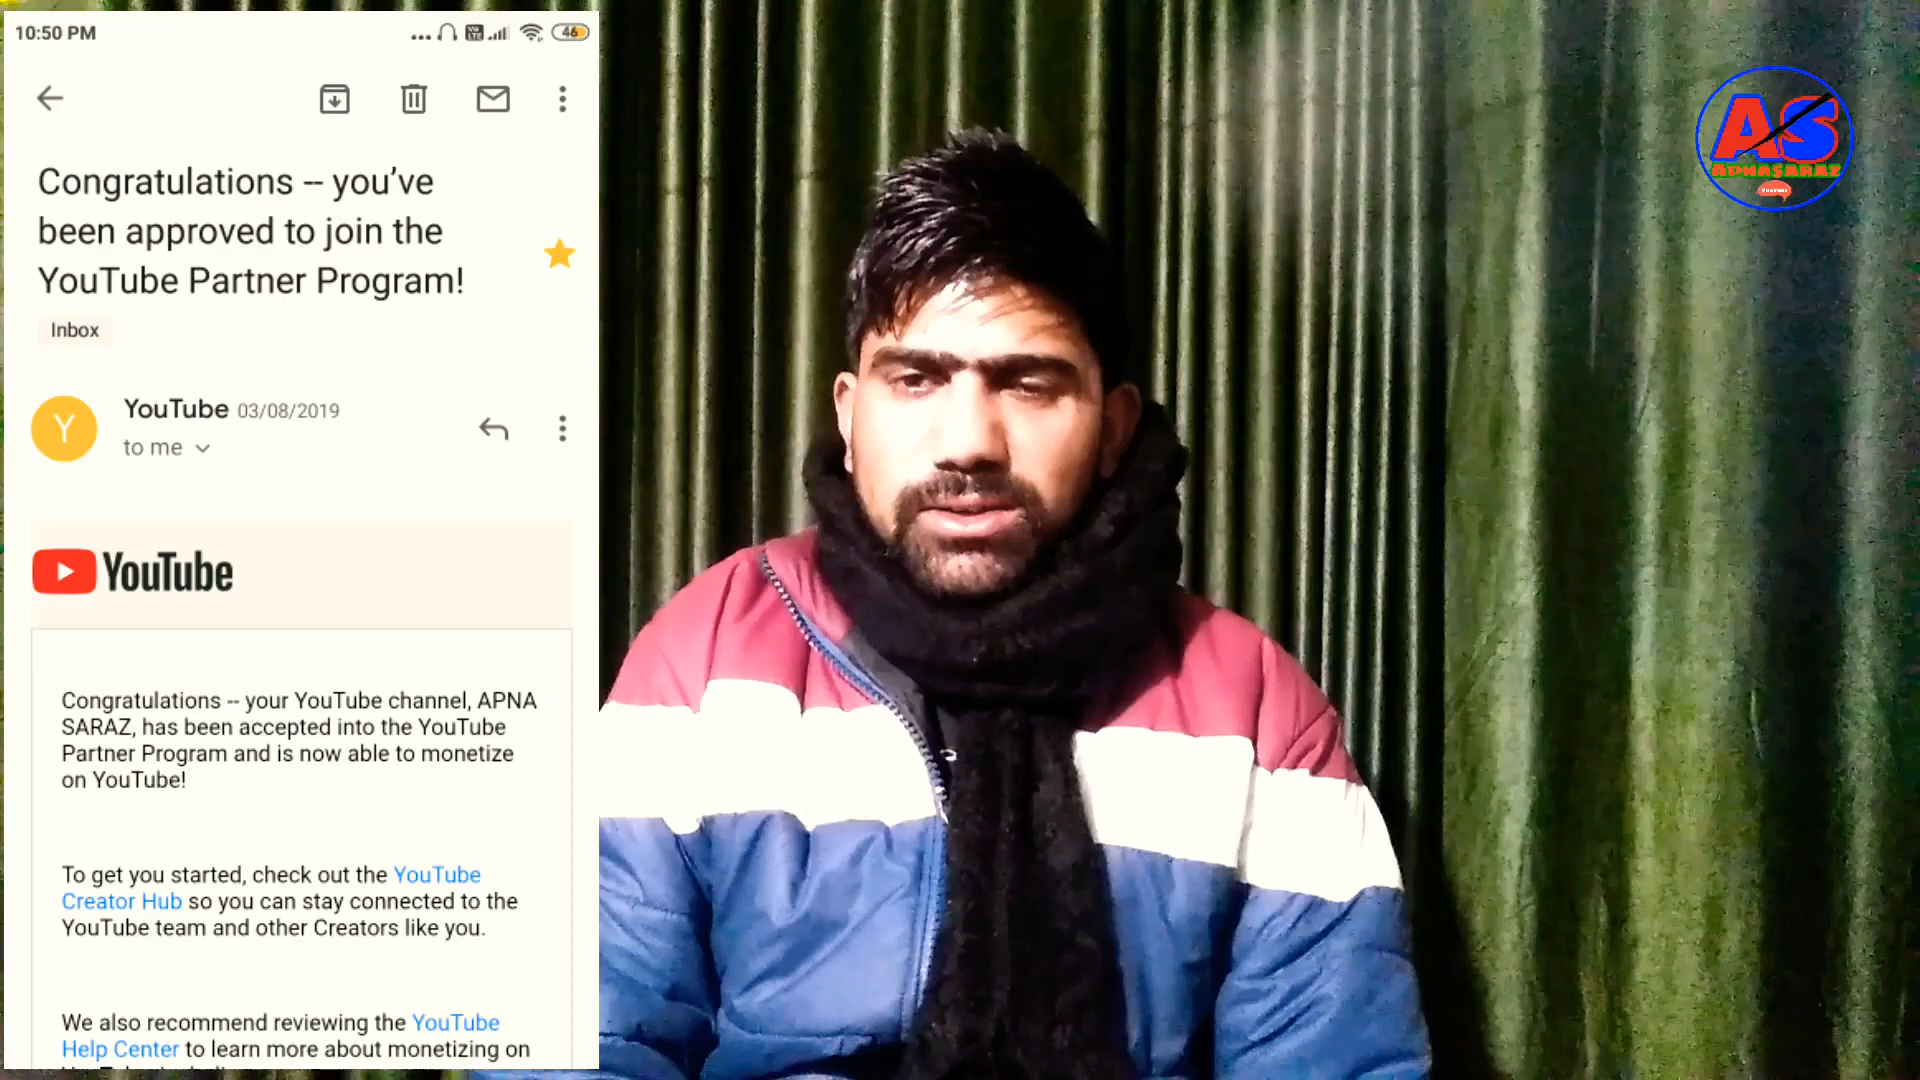 10:50 PM
46
Congratulations -- you’ve
been approved to join the
YouTube Partner Program!
Inbox
Y
YouTube 03/08/2019
to me
YouTube
Congratulations -- your YouTube channel, APNA
SARAZ, has been accepted into the YouTube
Partner Program and is now able to monetize
on YouTube!
To get you started, check out the YouTube
Creator Hub so you can stay connected to the
YouTube team and other Creators like you.
We also recommend reviewing the YouTube
Help Center to learn more about monetizing on
AS
APNASARAZ